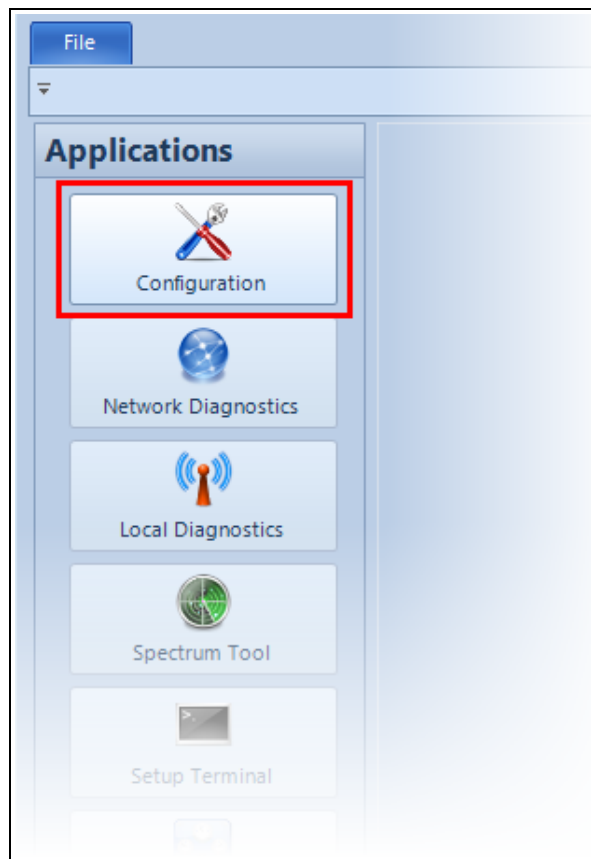 File
Applications
Configuration
Network Diagnostics
Local Diagnostics
Spectrum Tool
Setup Terminal